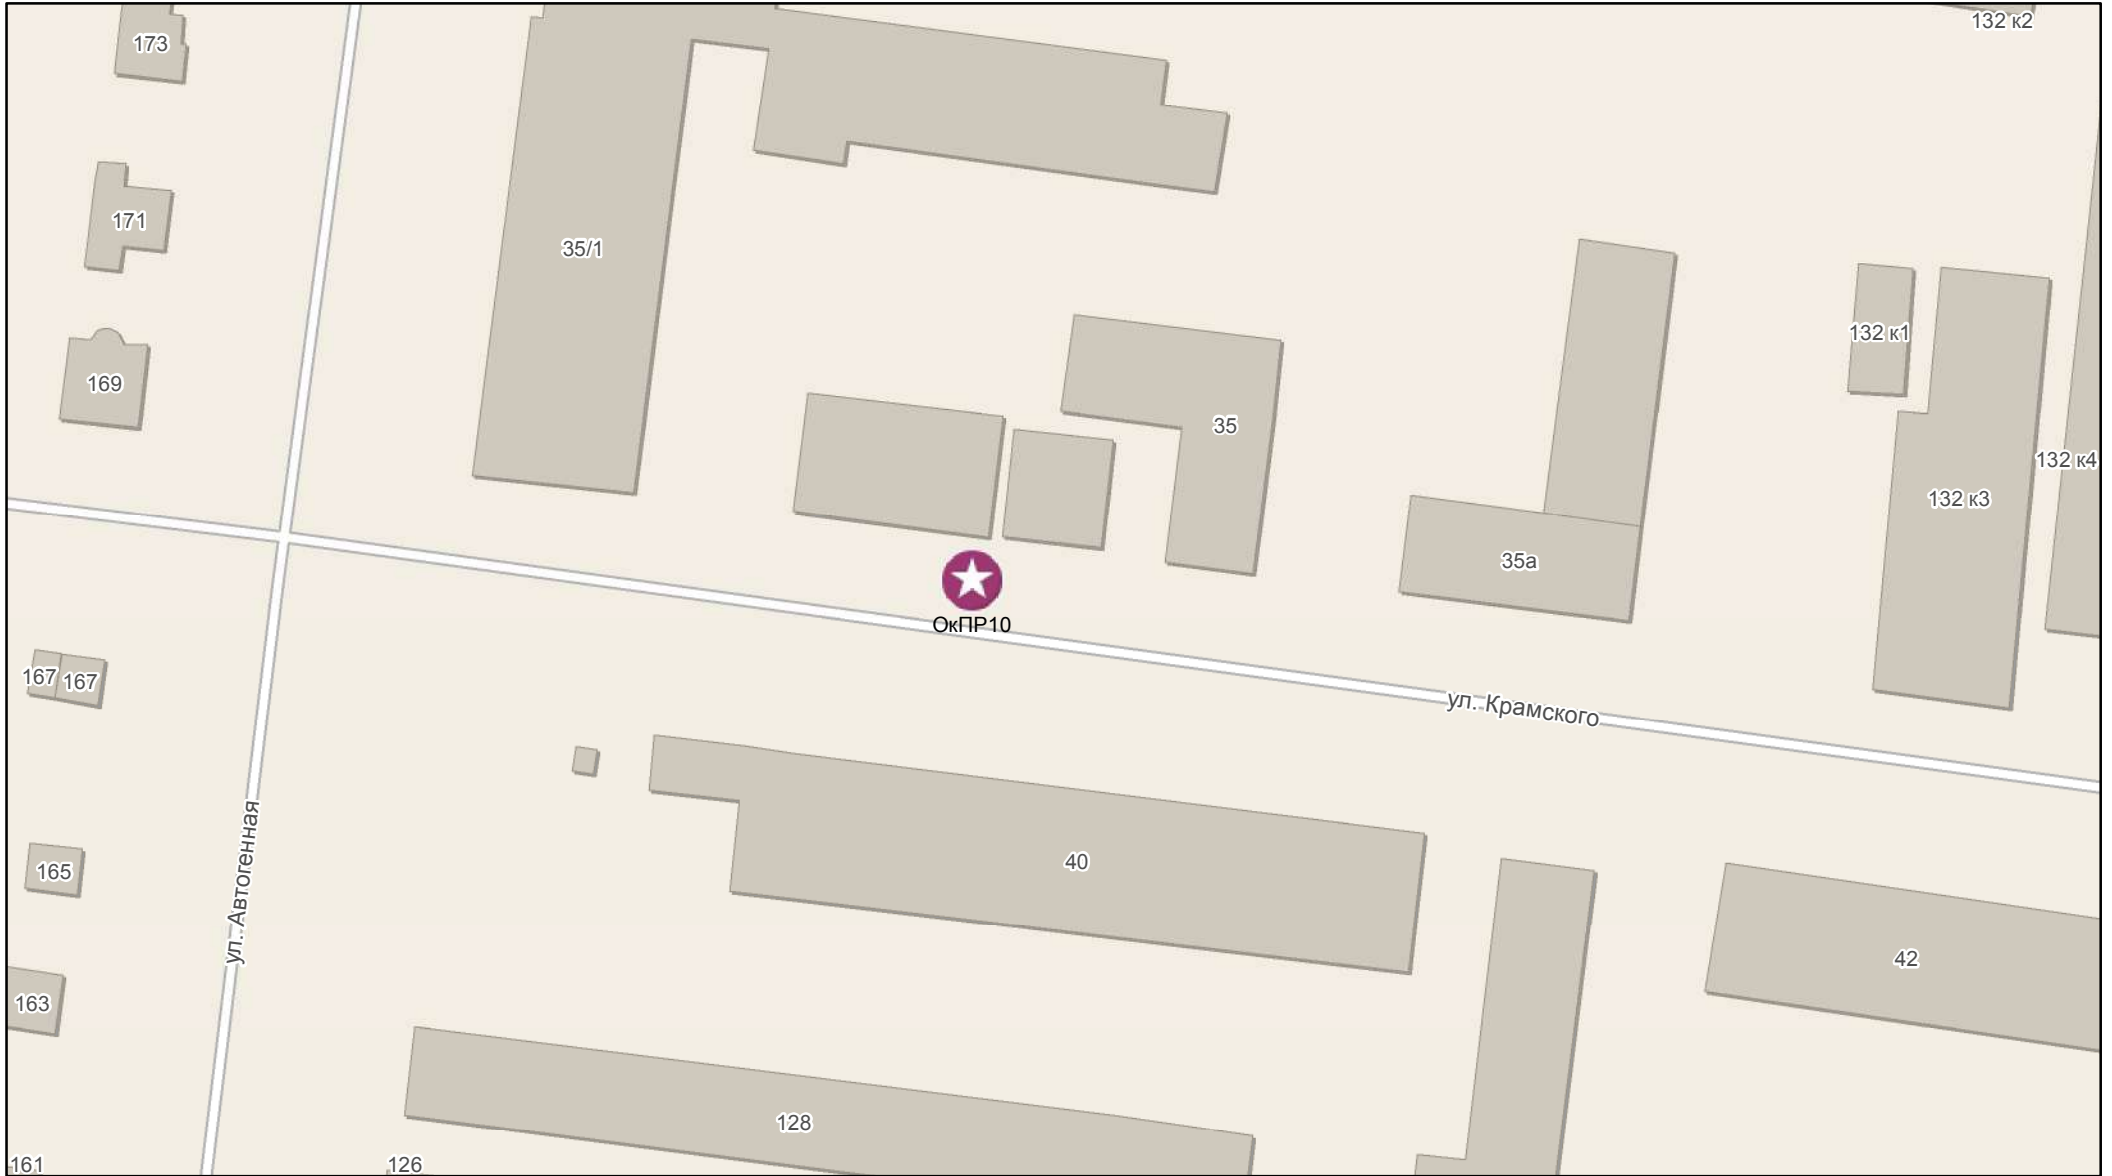 132 к2
173
171
35/1
132 к1
169
35
132 к4
132 к3
35а
ОкПР10
167
167
ул. Крамского
ул. Автогенная
40
165
42
163
128
161
126